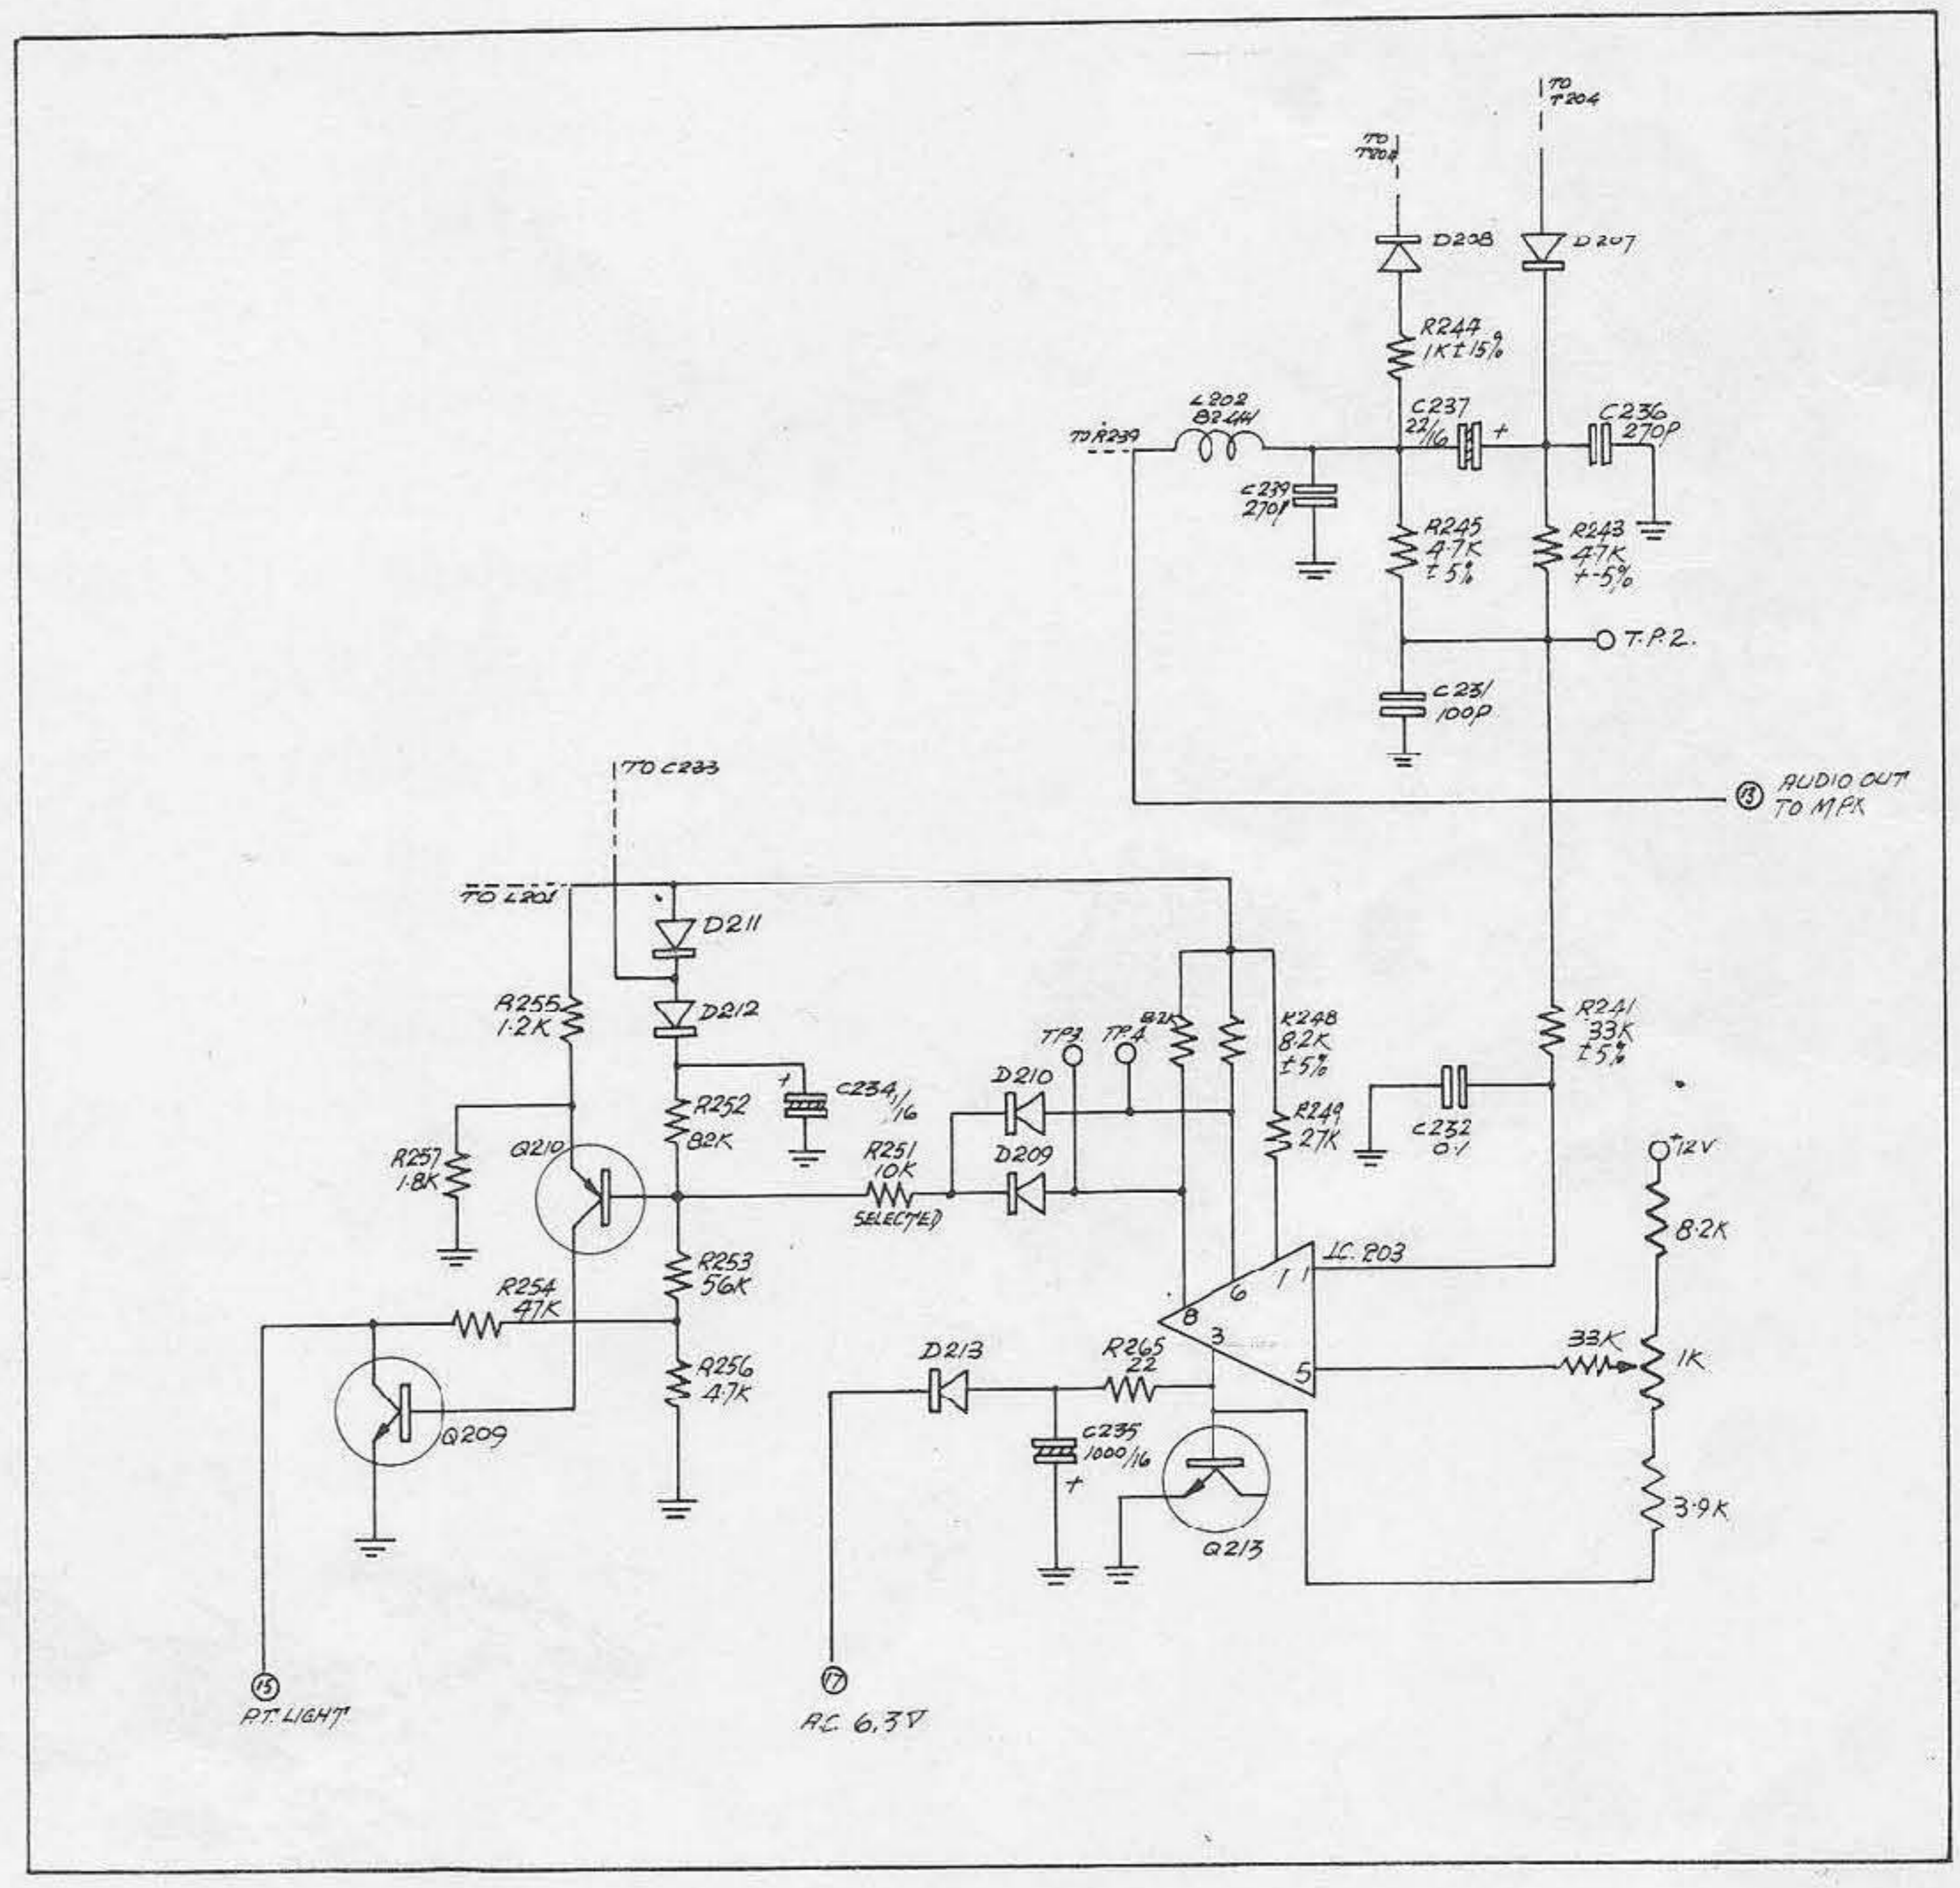 TO
T204
TO
D208
D207
R244
1K±15%
L202
C237
22/16
+
C236
270P
TO R239
C239
270P
R245
4.7K
±5%
R243
4.7K
+-5%
T.P.2.
C231
100P
TO C233
13
AUDIO OUT
TO MPX
TO L201
D211
R255
1.2K
D212
TP3
TP.4
8.2K
R248
8.2K
±5%
R241
33K
±5%
+
C234
1/16
R252
82K
D210
R249
27K
C232
0.1
+12V
R257
1.8K
Q210
R251
10K
SELECTED
D209
8.2K
I.C. 203
R253
56K
R254
47K
1
1
6
8
3
5
33K
1K
R256
4.7K
D213
R265
22
Q209
C235
1000/16
+
3.9K
Q213
15
P.T. LIGHT
17
A.C. 6.3V